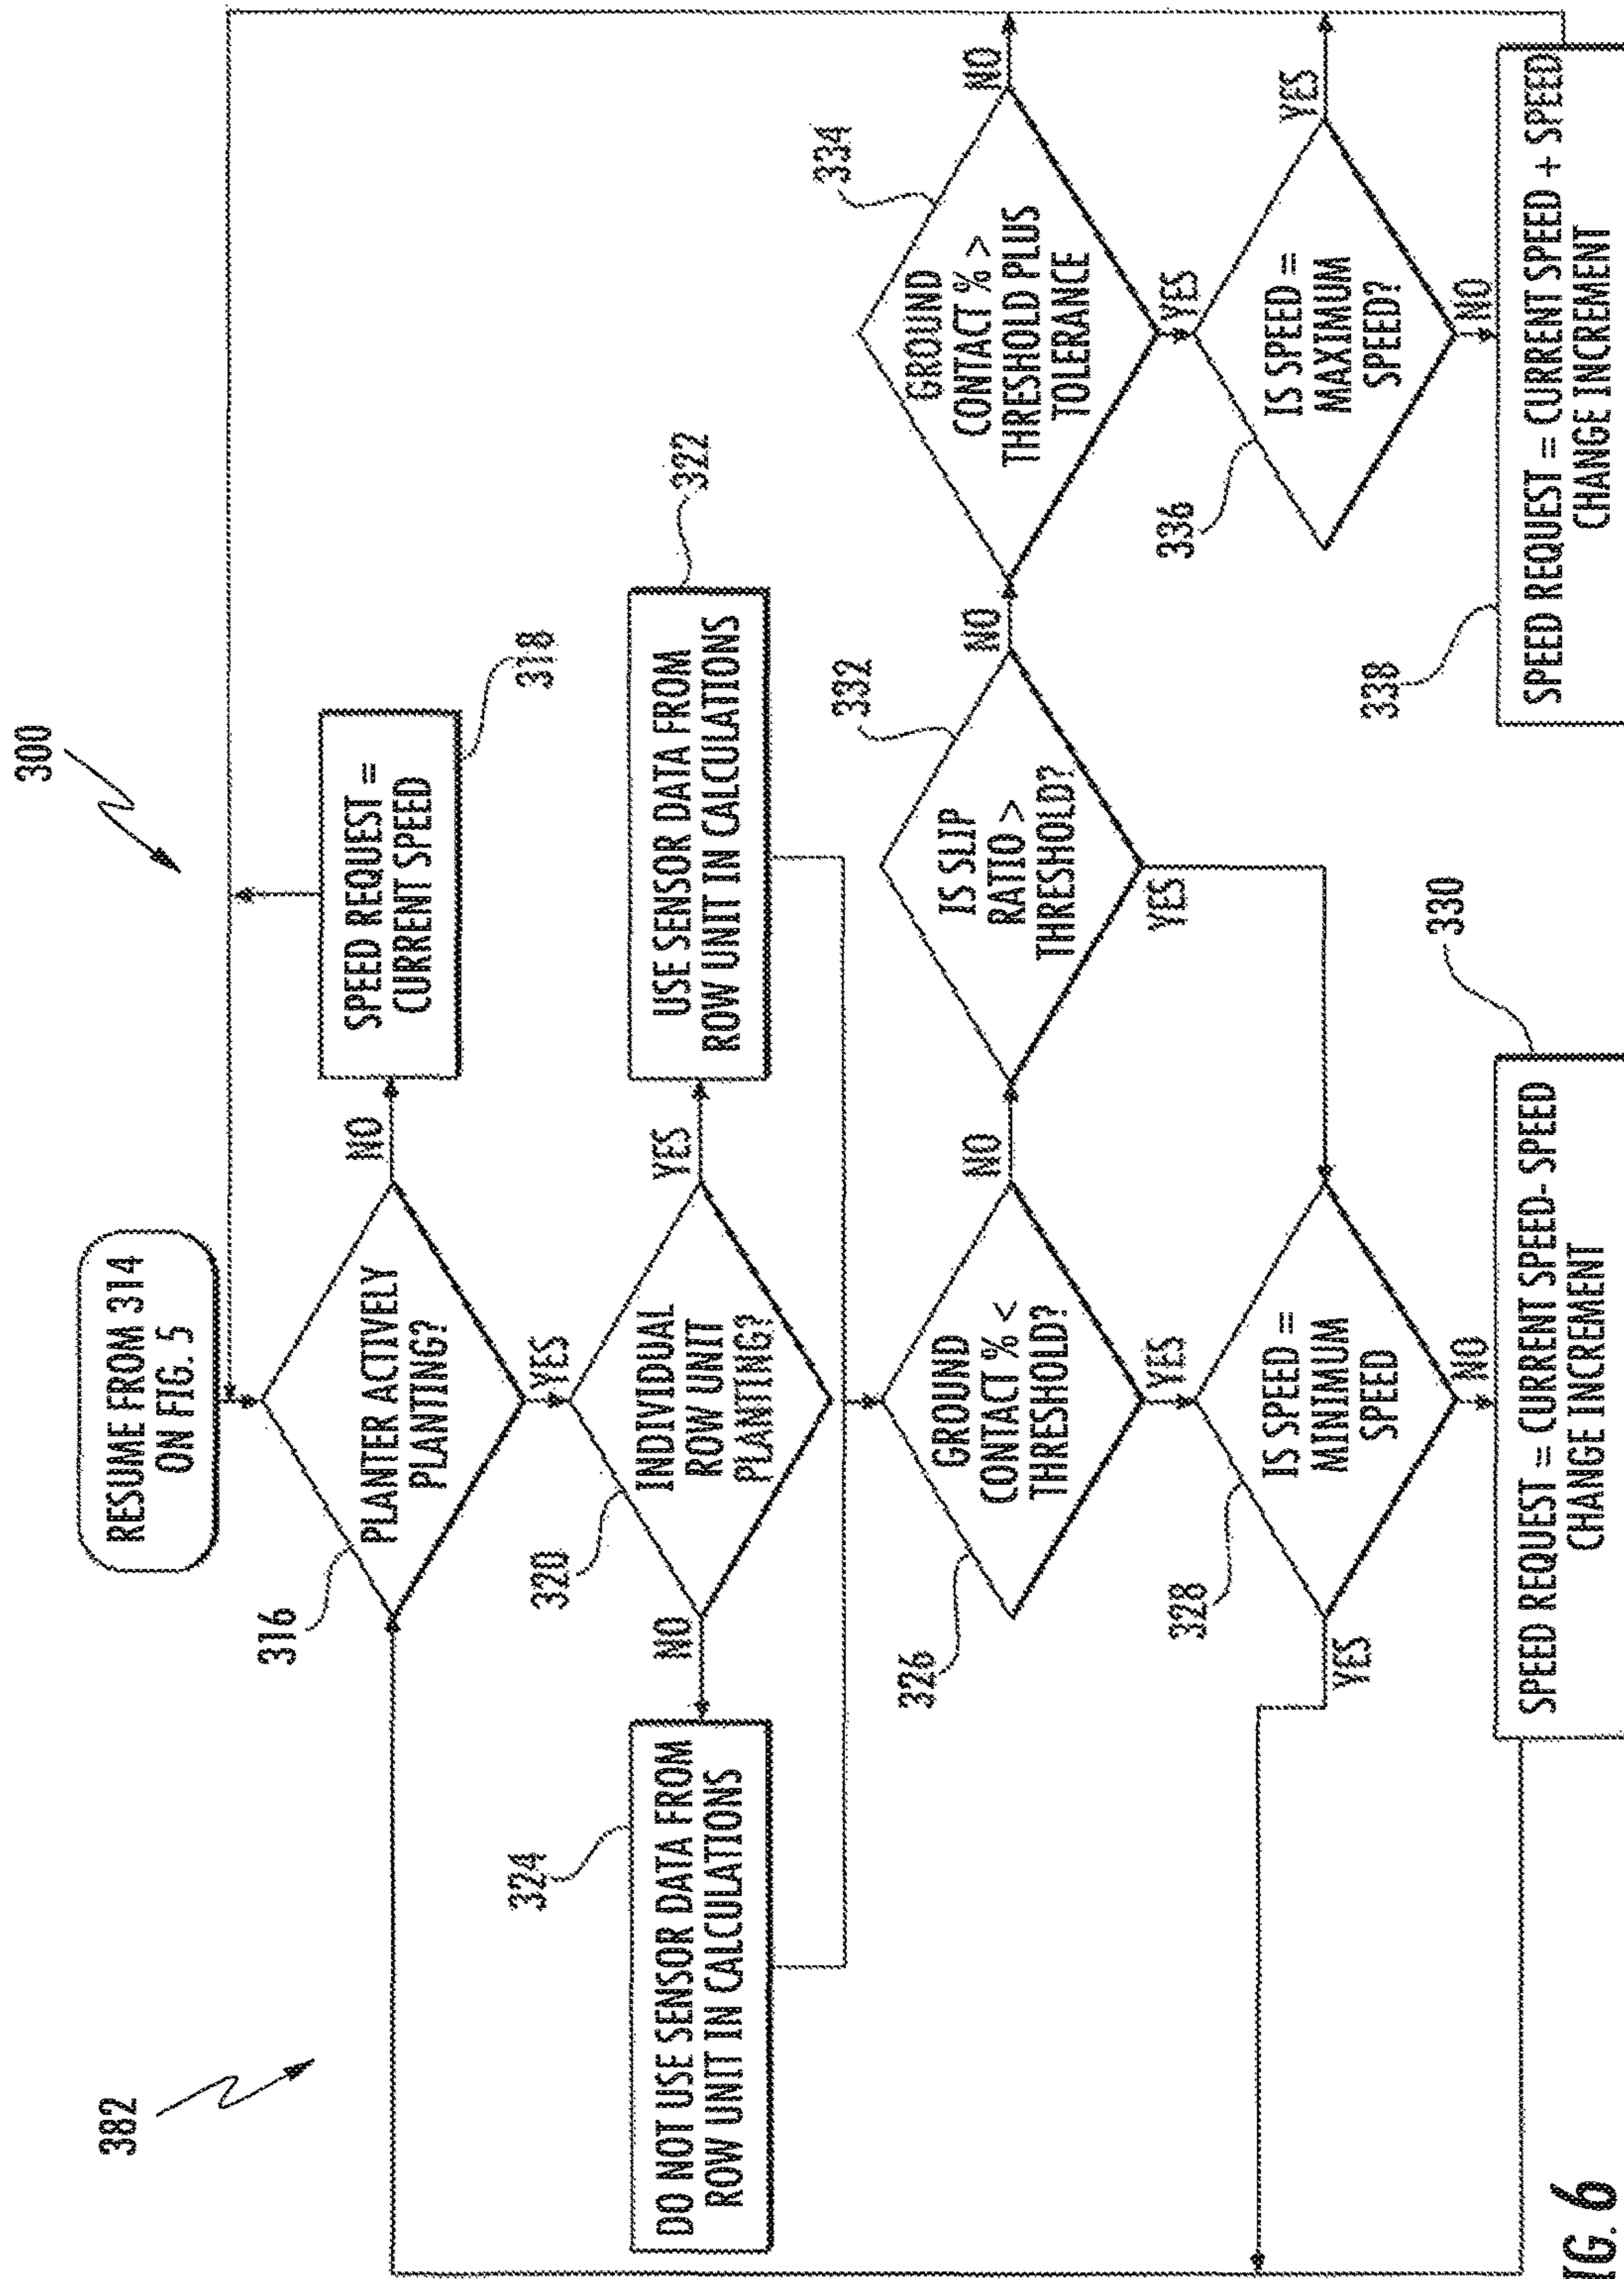 300
382
RESUME FROM 314
ON FIG. 5
316
PLANTER ACTIVELY
PLANTING?
NO
SPEED REQUEST =
CURRENT SPEED
318
YES
320
INDIVIDUAL
ROW UNIT
PLANTING?
YES
USE SENSOR DATA FROM
ROW UNIT IN CALCULATIONS
322
NO
324
DO NOT USE SENSOR DATA FROM
ROW UNIT IN CALCULATIONS
326
GROUND
CONTACT % <
THRESHOLD?
NO
332
IS SLIP
RATIO >
THRESHOLD?
NO
334
GROUND
CONTACT % >
THRESHOLD PLUS
TOLERANCE
NO
YES
YES
YES
328
IS SPEED =
MINIMUM
SPEED
YES
NO
336
IS SPEED =
MAXIMUM
SPEED?
YES
NO
330
SPEED REQUEST = CURRENT SPEED- SPEED
CHANGE INCREMENT
338
SPEED REQUEST = CURRENT SPEED + SPEED
CHANGE INCREMENT
IG. 6